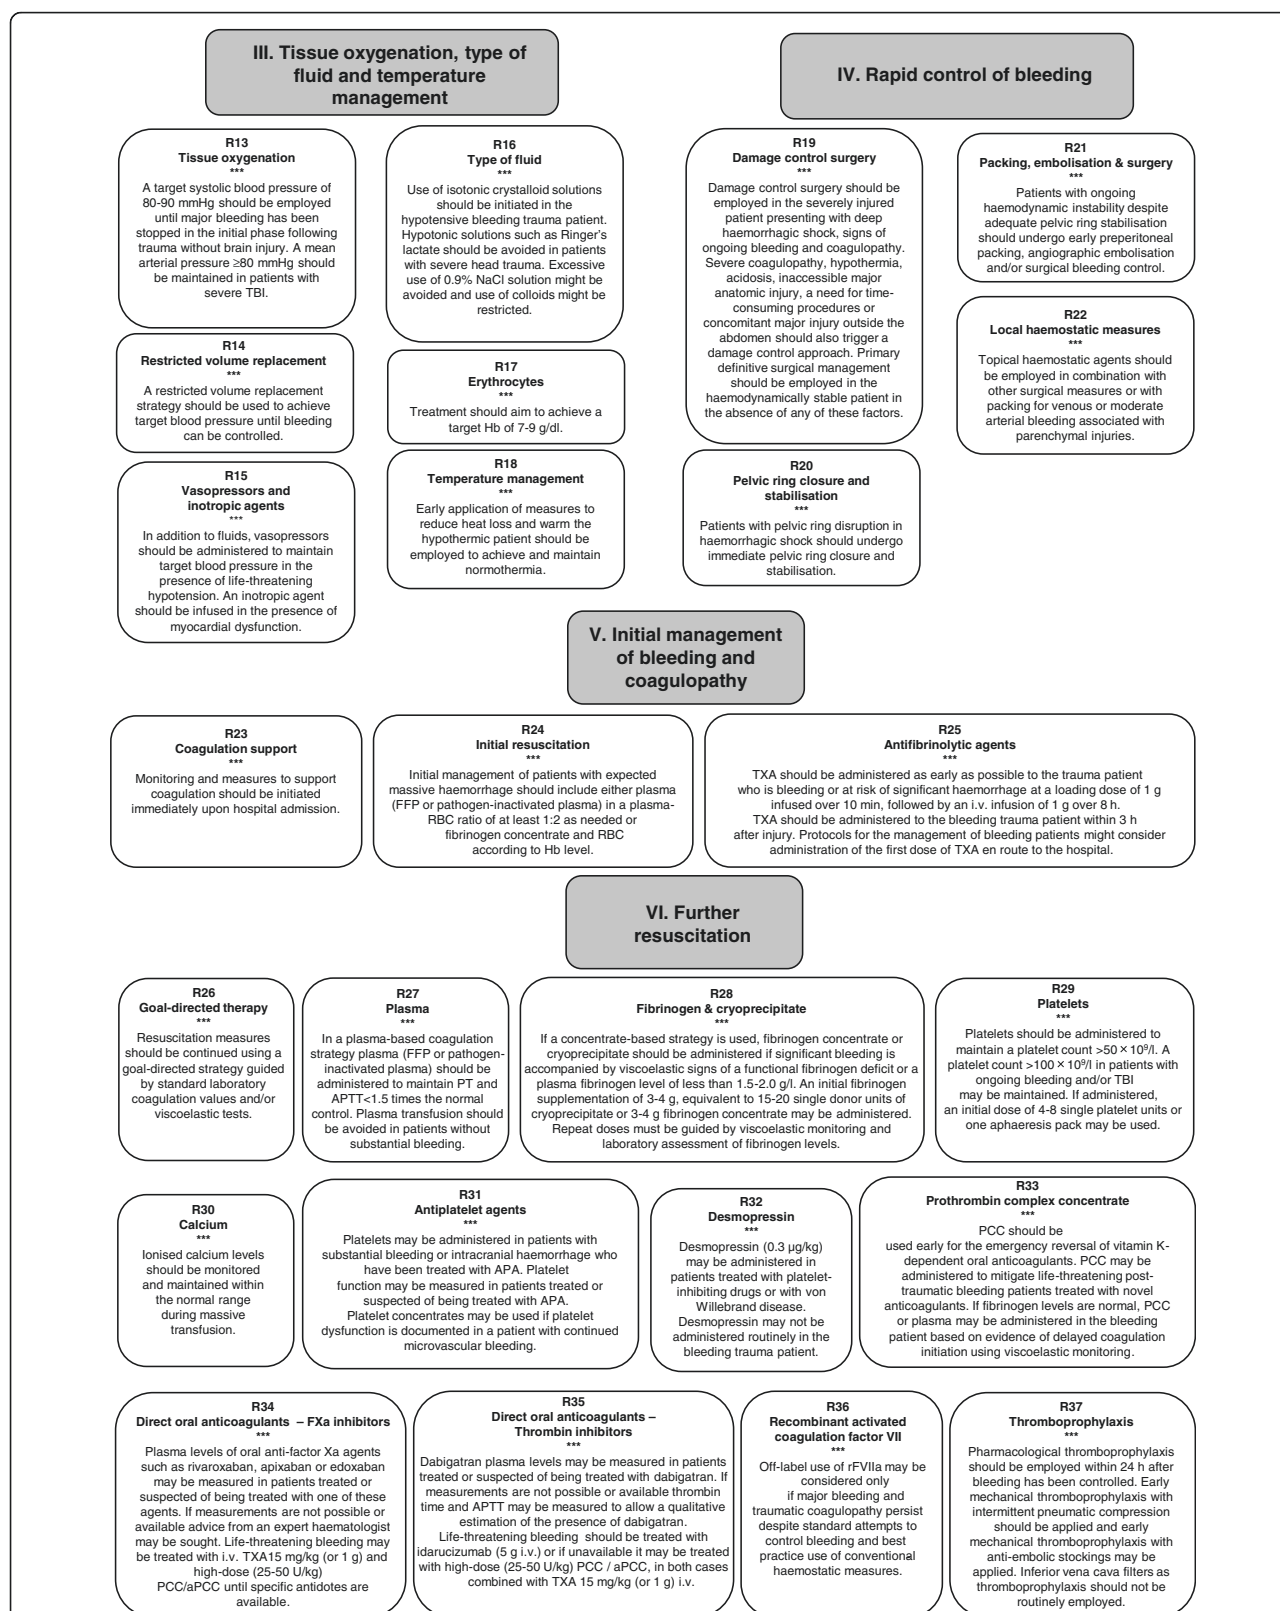 III. Tissue oxygenation, type of
fluid and temperature
management
R13
Tissue oxygenation
***
A target systolic blood pressure of
80-90 mmHg should be employed
until major bleeding has been
stopped in the initial phase following
trauma without brain injury. A mean
arterial pressure ≥80 mmHg should
be maintained in patients with
severe TBI.
R14
Restricted volume replacement
***
A restricted volume replacement
strategy should be used to achieve
target blood pressure until bleeding
can be controlled.
R15
Vasopressors and
inotropic agents
***
In addition to fluids, vasopressors
should be administered to maintain
target blood pressure in the
presence of life-threatening
hypotension. An inotropic agent
should be infused in the presence of
myocardial dysfunction.
R16
Type of fluid
***
Use of isotonic crystalloid solutions
should be initiated in the
hypotensive bleeding trauma patient.
Hypotonic solutions such as Ringer's
lactate should be avoided in patients
with severe head trauma. Excessive
use of 0.9% NaCl solution might be
avoided and use of colloids might be
restricted.
R17
Erythrocytes
***
Treatment should aim to achieve a
target Hb of 7-9 g/dl.
R18
Temperature management
***
Early application of measures to
reduce heat loss and warm the
hypothermic patient should be
employed to achieve and maintain
normothermia.
IV. Rapid control of bleeding
R19
Damage control surgery
***
Damage control surgery should be
employed in the severely injured
patient presenting with deep
haemorrhagic shock, signs of
ongoing bleeding and coagulopathy.
Severe coagulopathy, hypothermia,
acidosis, inaccessible major
anatomic injury, a need for time-
consuming procedures or
concomitant major injury outside the
abdomen should also trigger a
damage control approach. Primary
definitive surgical management
should be employed in the
haemodynamically stable patient in
the absence of any of these factors.
R20
Pelvic ring closure and
stabilisation
***
Patients with pelvic ring disruption in
haemorrhagic shock should undergo
immediate pelvic ring closure and
stabilisation.
R21
Packing, embolisation & surgery
***
Patients with ongoing
haemodynamic instability despite
adequate pelvic ring stabilisation
should undergo early preperitoneal
packing, angiographic embolisation
and/or surgical bleeding control.
R22
Local haemostatic measures
***
Topical haemostatic agents should
be employed in combination with
other surgical measures or with
packing for venous or moderate
arterial bleeding associated with
parenchymal injuries.
V. Initial management
of bleeding and
coagulopathy
R23
Coagulation support
***
Monitoring and measures to support
coagulation should be initiated
immediately upon hospital admission.
R24
Initial resuscitation
***
Initial management of patients with expected
massive haemorrhage should include either plasma
(FFP or pathogen-inactivated plasma) in a plasma-
RBC ratio of at least 1:2 as needed or
fibrinogen concentrate and RBC
according to Hb level.
R25
Antifibrinolytic agents
***
TXA should be administered as early as possible to the trauma patient
who is bleeding or at risk of significant haemorrhage at a loading dose of 1 g
infused over 10 min, followed by an i.v. infusion of 1 g over 8 h.
TXA should be administered to the bleeding trauma patient within 3 h
after injury. Protocols for the management of bleeding patients might consider
administration of the first dose of TXA en route to the hospital.
VI. Further
resuscitation
R26
Goal-directed therapy
***
Resuscitation measures
should be continued using a
goal-directed strategy guided
by standard laboratory
coagulation values and/or
viscoelastic tests.
R27
Plasma
***
In a plasma-based coagulation
strategy plasma (FFP or pathogen-
inactivated plasma) should be
administered to maintain PT and
APTT<1.5 times the normal
control. Plasma transfusion should
be avoided in patients without
substantial bleeding.
R28
Fibrinogen & cryoprecipitate
***
If a concentrate-based strategy is used, fibrinogen concentrate or
cryoprecipitate should be administered if significant bleeding is
accompanied by viscoelastic signs of a functional fibrinogen deficit or a
plasma fibrinogen level of less than 1.5-2.0 g/l. An initial fibrinogen
supplementation of 3-4 g, equivalent to 15-20 single donor units of
cryoprecipitate or 3-4 g fibrinogen concentrate may be administered.
Repeat doses must be guided by viscoelastic monitoring and
laboratory assessment of fibrinogen levels.
R29
Platelets
***
Platelets should be administered to
maintain a platelet count >50 × 10⁹/l. A
platelet count >100 × 10⁹/l in patients with
ongoing bleeding and/or TBI
may be maintained. If administered,
an initial dose of 4-8 single platelet units or
one aphaeresis pack may be used.
R30
Calcium
***
Ionised calcium levels
should be monitored
and maintained within
the normal range
during massive
transfusion.
R31
Antiplatelet agents
***
Platelets may be administered in patients with
substantial bleeding or intracranial haemorrhage who
have been treated with APA. Platelet
function may be measured in patients treated or
suspected of being treated with APA.
Platelet concentrates may be used if platelet
dysfunction is documented in a patient with continued
microvascular bleeding.
R32
Desmopressin
***
Desmopressin (0.3 µg/kg)
may be administered in
patients treated with platelet-
inhibiting drugs or with von
Willebrand disease.
Desmopressin may not be
administered routinely in the
bleeding trauma patient.
R33
Prothrombin complex concentrate
***
PCC should be
used early for the emergency reversal of vitamin K-
dependent oral anticoagulants. PCC may be
administered to mitigate life-threatening post-
traumatic bleeding patients treated with novel
anticoagulants. If fibrinogen levels are normal, PCC
or plasma may be administered in the bleeding
patient based on evidence of delayed coagulation
initiation using viscoelastic monitoring.
R34
Direct oral anticoagulants – FXa inhibitors
***
Plasma levels of oral anti-factor Xa agents
such as rivaroxaban, apixaban or edoxaban
may be measured in patients treated or
suspected of being treated with one of these
agents. If measurements are not possible or
available advice from an expert haematologist
may be sought. Life-threatening bleeding may
be treated with i.v. TXA15 mg/kg (or 1 g) and
high-dose (25-50 U/kg)
PCC/aPCC until specific antidotes are
available.
R35
Direct oral anticoagulants –
Thrombin inhibitors
***
Dabigatran plasma levels may be measured in patients
treated or suspected of being treated with dabigatran. If
measurements are not possible or available thrombin
time and APTT may be measured to allow a qualitative
estimation of the presence of dabigatran.
Life-threatening bleeding should be treated with
idarucizumab (5 g i.v.) or if unavailable it may be treated
with high-dose (25-50 U/kg) PCC / aPCC, in both cases
combined with TXA 15 mg/kg (or 1 g) i.v.
R36
Recombinant activated
coagulation factor VII
***
Off-label use of rFVIIa may be
considered only
if major bleeding and
traumatic coagulopathy persist
despite standard attempts to
control bleeding and best
practice use of conventional
haemostatic measures.
R37
Thromboprophylaxis
***
Pharmacological thromboprophylaxis
should be employed within 24 h after
bleeding has been controlled. Early
mechanical thromboprophylaxis with
intermittent pneumatic compression
should be applied and early
mechanical thromboprophylaxis with
anti-embolic stockings may be
applied. Inferior vena cava filters as
thromboprophylaxis should not be
routinely employed.